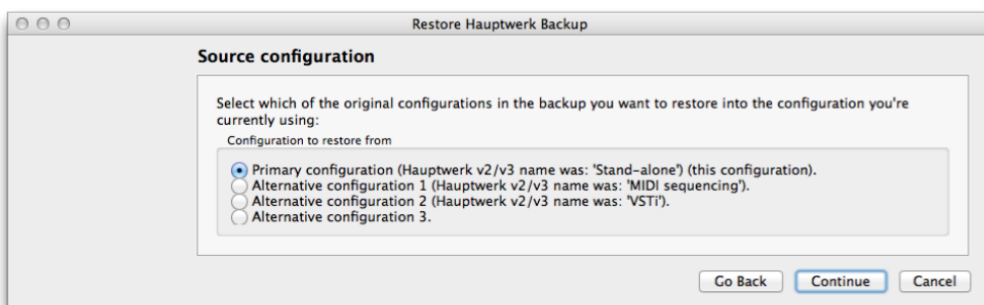 Restore Hauptwerk Backup
Source configuration
Select which of the original configurations in the backup you want to restore into the configuration you're
currently using:
Configuration to restore from
Primary configuration (Hauptwerk v2/v3 name was: 'Stand-alone') (this configuration).
Alternative configuration 1 (Hauptwerk v2/v3 name was: 'MIDI sequencing').
Alternative configuration 2 (Hauptwerk v2/v3 name was: 'VSTi').
Alternative configuration 3.
Go Back Continue Cancel